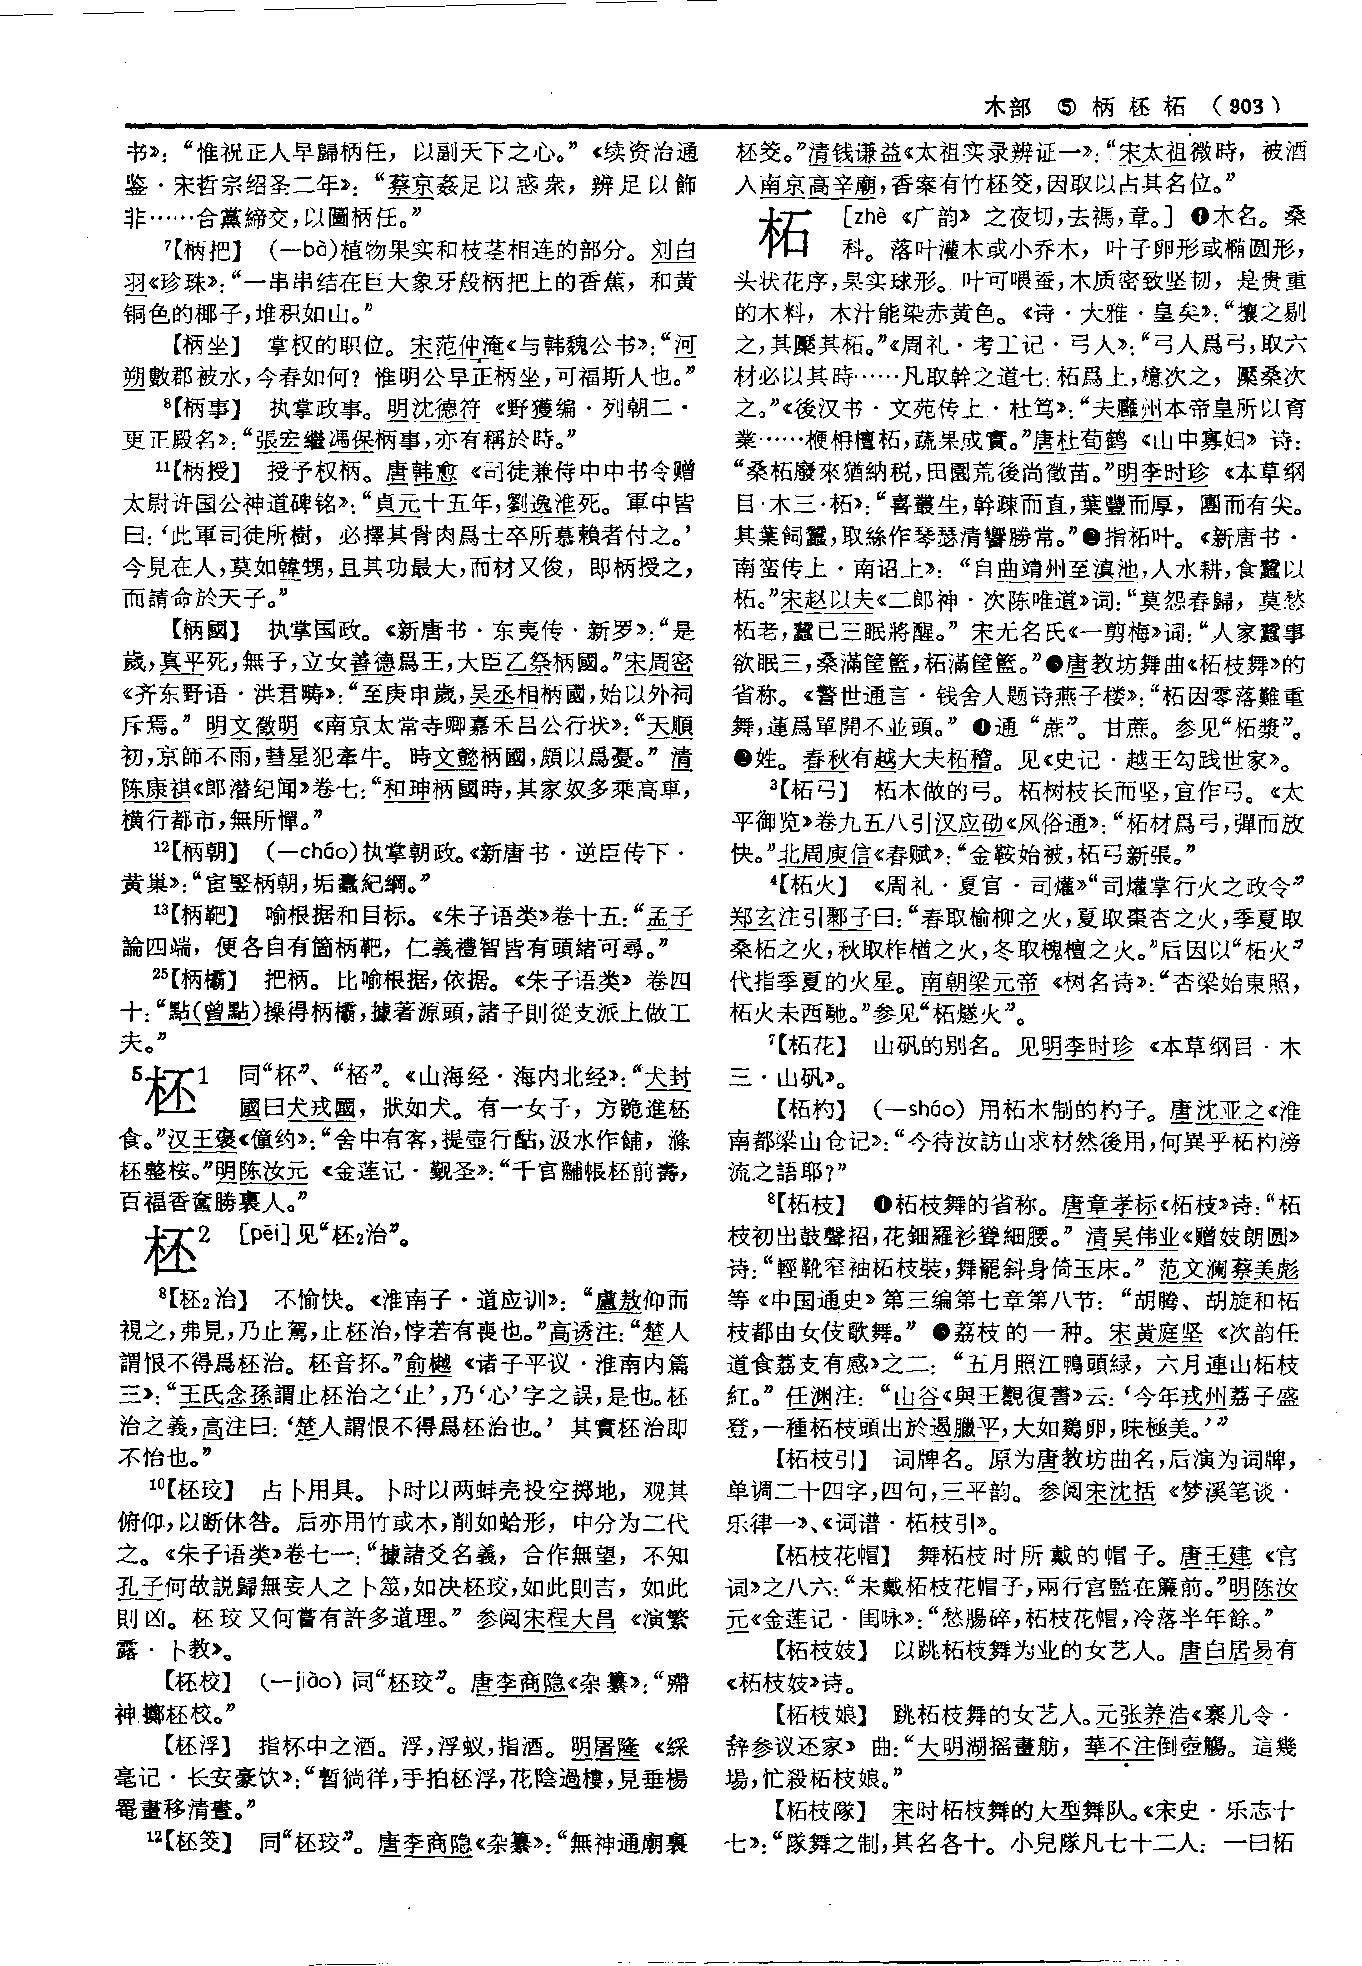 木部 ⑤ 柄 桮 柘 （903）
书》：“惟祝正人早歸柄任，以副天下之心。”《续资治通
鉴·宋哲宗绍圣二年》：“蔡京姦足以惑衆，辨足以飾
非……合黨締交，以圖柄任。”
7【柄把】 （—bà）植物果实和枝茎相连的部分。刘白
羽《珍珠》：“一串串结在巨大象牙般柄把上的香蕉，和黄
铜色的椰子，堆积如山。”
【柄坐】 掌权的职位。宋范仲淹《与韩魏公书》：“河
朔數郡被水，今春如何？惟明公早正柄坐，可福斯人也。”
8【柄事】 执掌政事。明沈德符《野獲编·列朝二·
更正殿名》：“張宏繼馮保柄事，亦有稱於時。”
11【柄授】 授予权柄。唐韩愈《司徒兼侍中中书令赠
太尉许国公神道碑铭》：“貞元十五年，劉逸淮死。軍中皆
曰：‘此軍司徒所樹，必擇其骨肉爲士卒所慕賴者付之。’
今見在人，莫如韓甥，且其功最大，而材又俊，即柄授之，
而請命於天子。”
【柄國】 执掌国政。《新唐书·东夷传·新罗》：“是
歲，真平死，無子，立女善德爲王，大臣乙祭柄國。”宋周密
《齐东野语·洪君畴》：“至庚申歲，吴丞相柄國，始以外祠
斥焉。”明文徵明《南京太常寺卿嘉禾吕公行状》：“天順
初，京師不雨，彗星犯牽牛。時文懿柄國，頗以爲憂。”清
陈康祺《郎潜纪闻》卷七：“和珅柄國時，其家奴多乘高車，
横行都市，無所憚。”
12【柄朝】 （—cháo）执掌朝政。《新唐书·逆臣传下·
黄巢》：“宦豎柄朝，垢蠹紀綱。”
13【柄靶】 喻根据和目标。《朱子语类》卷十五：“孟子
論四端，便各自有箇柄靶，仁義禮智皆有頭緒可尋。”
25【柄欛】 把柄。比喻根据，依据。《朱子语类》卷四
十：“點（曾點）操得柄欛，據著源頭，諸子則從支派上做工
夫。”
5桮1 同“杯”、“桰”。《山海经·海内北经》：“犬封
國曰犬戎國，狀如犬。有一女子，方跪進桮
食。”汉王褒《僮约》：“舍中有客，提壺行酤，汲水作餔，滌
桮整桉。”明陈汝元《金莲记·觐圣》：“千官黼帳桮前壽，
百福香奩勝裏人。”
桮2 ［pēi］见“桮₂治”。
8【桮₂治】 不愉快。《淮南子·道应训》：“盧敖仰而
視之，弗見，乃止駕，止桮治，悖若有喪也。”高诱注：“楚人
謂恨不得爲桮治。桮音抔。”俞樾《诸子平议·淮南内篇
三》：“王氏念孫謂止桮治之‘止’，乃‘心’字之誤，是也。桮
治之義，高注曰：‘楚人謂恨不得爲桮治也。’其實桮治即
不怡也。”
10【桮珓】 占卜用具。卜时以两蚌壳投空掷地，观其
俯仰，以断休咎。后亦用竹或木，削如蛤形，中分为二代
之。《朱子语类》卷七一：“據諸爻名義，合作無望，不知
孔子何故説歸無妄人之卜筮，如決桮珓，如此則吉，如此
則凶。桮珓又何嘗有許多道理。”参阅宋程大昌《演繁
露·卜教》。
【桮校】 （—jiào）同“桮珓”。唐李商隐《杂纂》：“㱟
神擲桮校。”
【桮浮】 指杯中之酒。浮，浮蚁，指酒。明屠隆《綵
毫记·长安豪饮》：“暫徜徉，手拍桮浮，花陰過樓，見垂楊
罨畫移清晝。”
12【桮筊】 同“桮珓”。唐李商隐《杂纂》：“無神通廟裏
桮筊。”清钱谦益《太祖实录辨证一》：“宋太祖微時，被酒
入南京高辛廟，香案有竹桮筊，因取以占其名位。”
柘 ［zhè《广韵》之夜切，去禡，章。］❶木名。桑
科。落叶灌木或小乔木，叶子卵形或椭圆形，
头状花序，果实球形。叶可喂蚕，木质密致坚韧，是贵重
的木料，木汁能染赤黄色。《诗·大雅·皇矣》：“攘之剔
之，其檿其柘。”《周礼·考工记·弓人》：“弓人爲弓，取六
材必以其時……凡取幹之道七：柘爲上，檍次之，檿桑次
之。”《後汉书·文苑传上·杜笃》：“夫雝州本帝皇所以育
業……楩枏檀柘，蔬果成實。”唐杜荀鹤《山中寡妇》诗：
“桑柘廢來猶納税，田園荒後尚徵苗。”明李时珍《本草纲
目·木三·柘》：“喜叢生，幹疎而直，葉豐而厚，團而有尖。
其葉飼蠶，取絲作琴瑟清響勝常。”❷指柘叶。《新唐书·
南蛮传上·南诏上》：“自曲靖州至滇池，人水耕，食蠶以
柘。”宋赵以夫《二郎神·次陈唯道》词：“莫怨春歸，莫愁
柘老，蠶已三眠將醒。”宋无名氏《一剪梅》词：“人家蠶事
欲眠三，桑滿筐籃，柘滿筐籃。”❸唐教坊舞曲《柘枝舞》的
省称。《警世通言·钱舍人题诗燕子楼》：“柘因零落難重
舞，蓮爲單開不並頭。”❹通“蔗”。甘蔗。参见“柘漿”。
❺姓。春秋有越大夫柘稽。见《史记·越王勾践世家》。
3【柘弓】 柘木做的弓。柘树枝长而坚，宜作弓。《太
平御览》卷九五八引汉应劭《风俗通》：“柘材爲弓，彈而放
快。”北周庾信《春赋》：“金鞍始被，柘弓新張。”
4【柘火】 《周礼·夏官·司爟》“司爟掌行火之政令”
郑玄注引鄹子曰：“春取榆柳之火，夏取棗杏之火，季夏取
桑柘之火，秋取柞楢之火，冬取槐檀之火。”后因以“柘火”
代指季夏的火星。南朝梁元帝《树名诗》：“杏梁始東照，
柘火未西馳。”参见“柘燧火”。
7【柘花】 山矾的别名。见明李时珍《本草纲目·木
三·山矾》。
【柘杓】 （—sháo）用柘木制的杓子。唐沈亚之《淮
南都梁山仓记》：“今待汝訪山求材然後用，何異乎柘杓滂
流之語耶？”
8【柘枝】 ❶柘枝舞的省称。唐章孝标《柘枝》诗：“柘
枝初出鼓聲招，花鈿羅衫聳細腰。”清吴伟业《赠妓朗圆》
诗：“輕靴窄袖柘枝裝，舞罷斜身倚玉床。”范文澜蔡美彪
等《中国通史》第三编第七章第八节：“胡腾、胡旋和柘
枝都由女伎歌舞。”❷荔枝的一种。宋黄庭坚《次韵任
道食荔支有感》之二：“五月照江鴨頭緑，六月連山柘枝
紅。”任渊注：“山谷《與王觀復書》云：‘今年戎州荔子盛
登，一種柘枝頭出於遏臘平，大如鷄卵，味極美。’”
【柘枝引】 词牌名。原为唐教坊曲名，后演为词牌，
单调二十四字，四句，三平韵。参阅宋沈括《梦溪笔谈·
乐律一》、《词谱·柘枝引》。
【柘枝花帽】 舞柘枝时所戴的帽子。唐王建《宫
词》之八六：“未戴柘枝花帽子，兩行宫監在簾前。”明陈汝
元《金莲记·闺咏》：“愁腸碎，柘枝花帽，冷落半年餘。”
【柘枝妓】 以跳柘枝舞为业的女艺人。唐白居易有
《柘枝妓》诗。
【柘枝娘】 跳柘枝舞的女艺人。元张养浩《寨儿令·
辞参议还家》曲：“大明湖摇畫舫，華不注倒壺觴。這幾
場，忙殺柘枝娘。”
【柘枝隊】 宋时柘枝舞的大型舞队。《宋史·乐志十
七》：“隊舞之制，其名各十。小兒隊凡七十二人：一曰柘